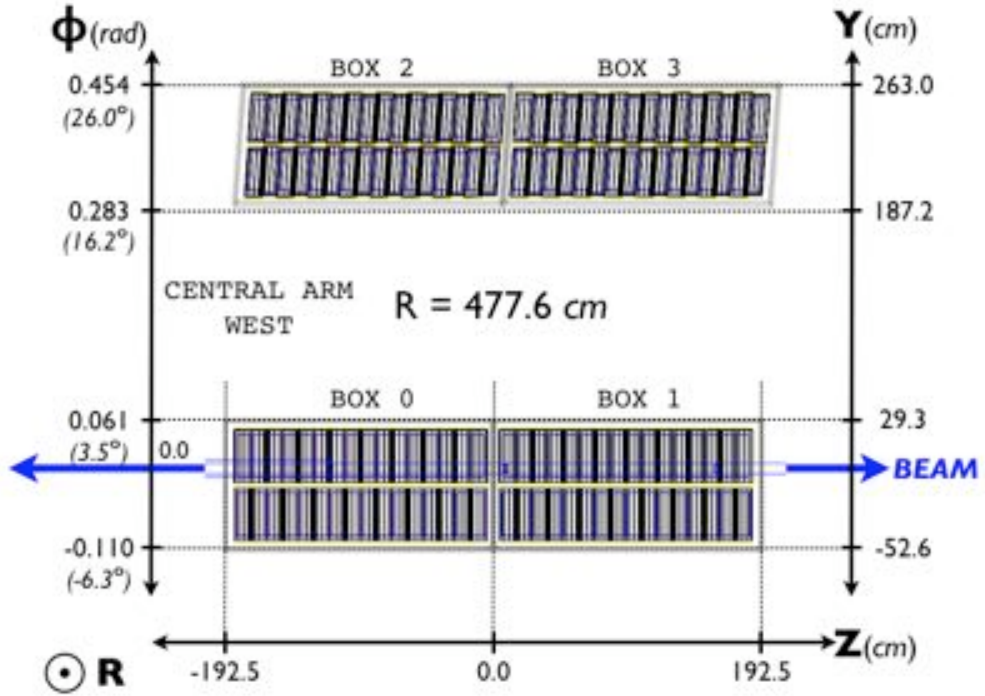 ϕ(rad)
Y(cm)
BOX 2
BOX 3
0.454
(26.0°)
263.0
0.283
(16.2°)
187.2
CENTRAL ARM
WEST
R = 477.6 cm
BOX 0
BOX 1
0.061
(3.5°)
0.0
29.3
BEAM
-0.110
(-6.3°)
-52.6
Z(cm)
R
-192.5
0.0
192.5